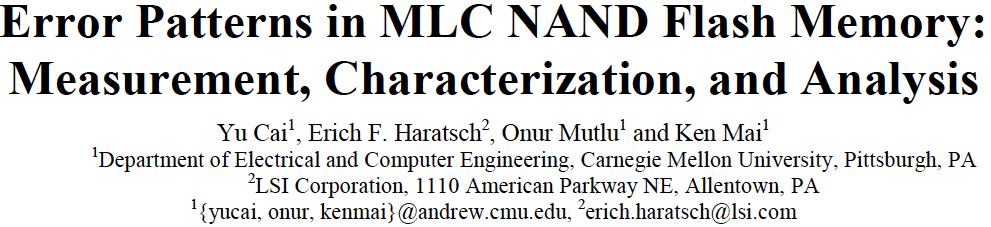 Error Patterns in MLC NAND Flash Memory:
Measurement, Characterization, and Analysis
Yu Cai¹, Erich F. Haratsch², Onur Mutlu¹ and Ken Mai¹
¹Department of Electrical and Computer Engineering, Carnegie Mellon University, Pittsburgh, PA
²LSI Corporation, 1110 American Parkway NE, Allentown, PA
¹{yucai, onur, kenmai}@andrew.cmu.edu, ²erich.haratsch@lsi.com